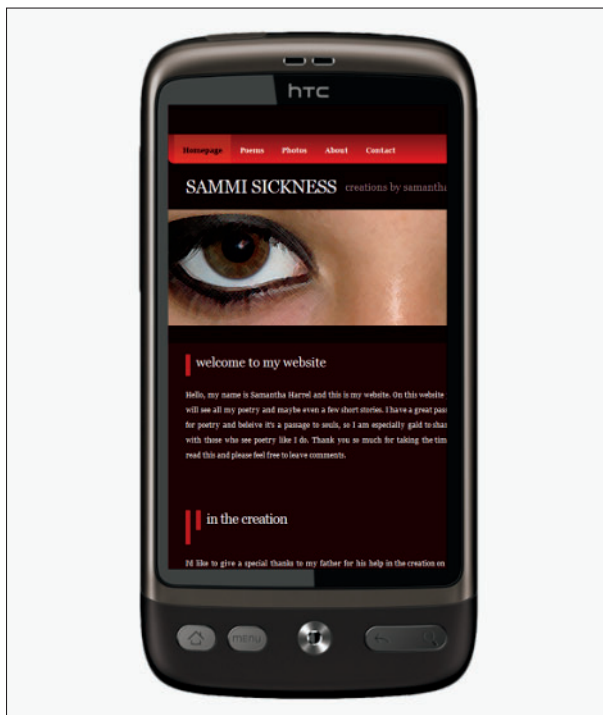 hTC
Homepage Poems Photos About Contact
SAMMI SICKNESS creations by samantha
welcome to my website
Hello, my name is Samantha Harrel and this is my website. On this website
will see all my poetry and maybe even a few short stories. I have a great pas
for poetry and beleive it's a passage to souls, so I am especially gald to shar
with those who see poetry like I do. Thank you so much for taking the tim
read this and please feel free to leave comments.
in the creation
I'd like to give a special thanks to my father for his help in the creation on
menu